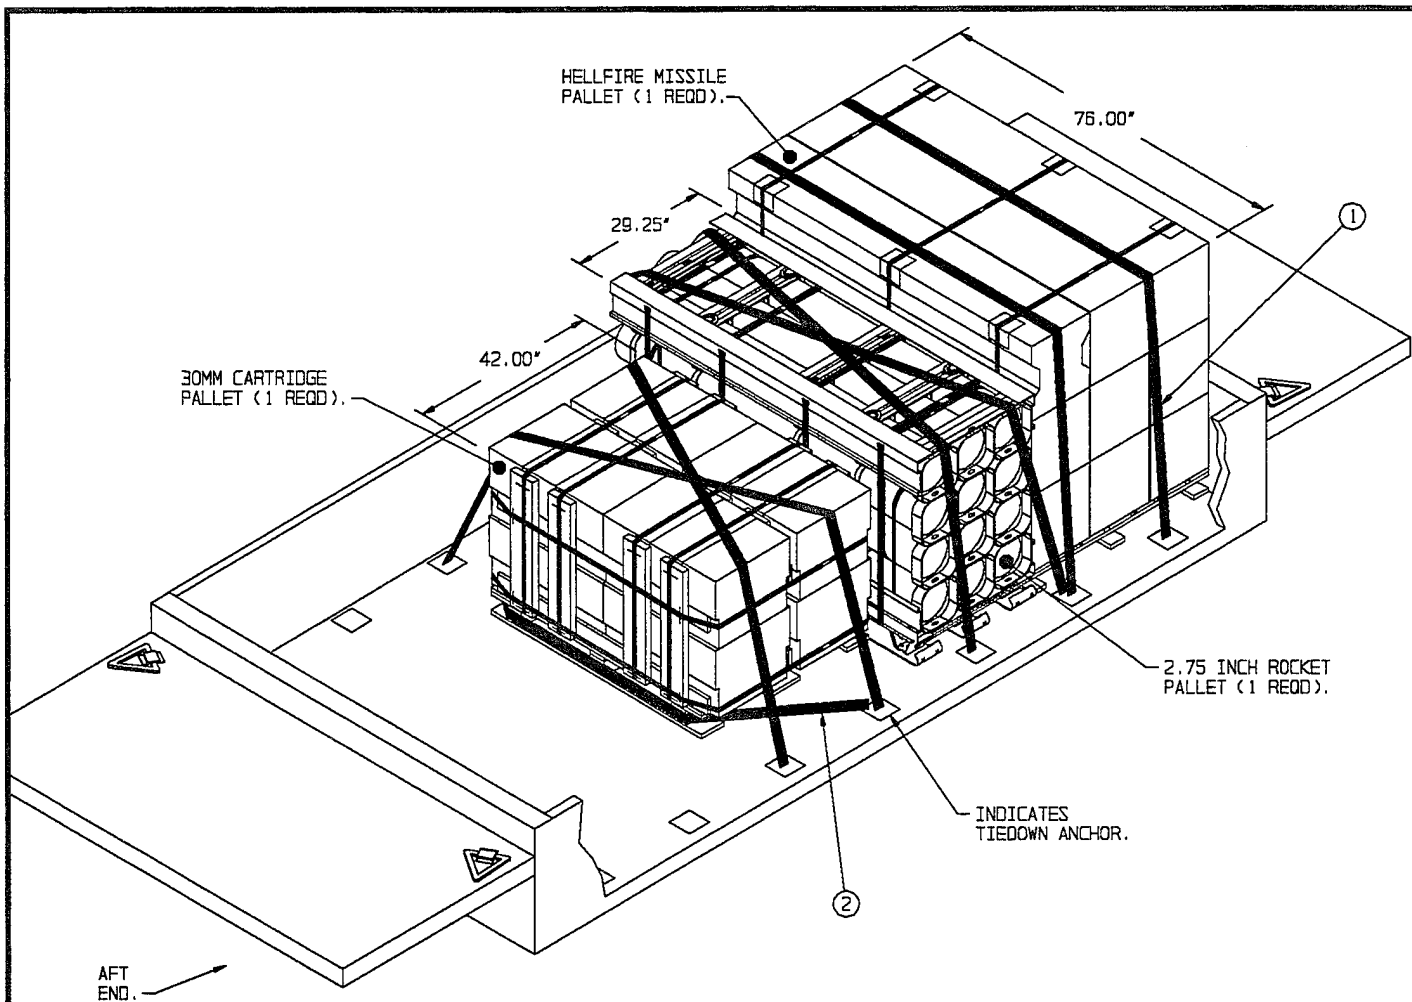 HELLFIRE MISSILE
PALLET (1 REQD).
76.00"
1
29.25"
42.00"
30MM CARTRIDGE
PALLET (1 REQD).
2.75 INCH ROCKET
PALLET (1 REQD).
INDICATES
TIEDOWN ANCHOR.
2
AFT
END.